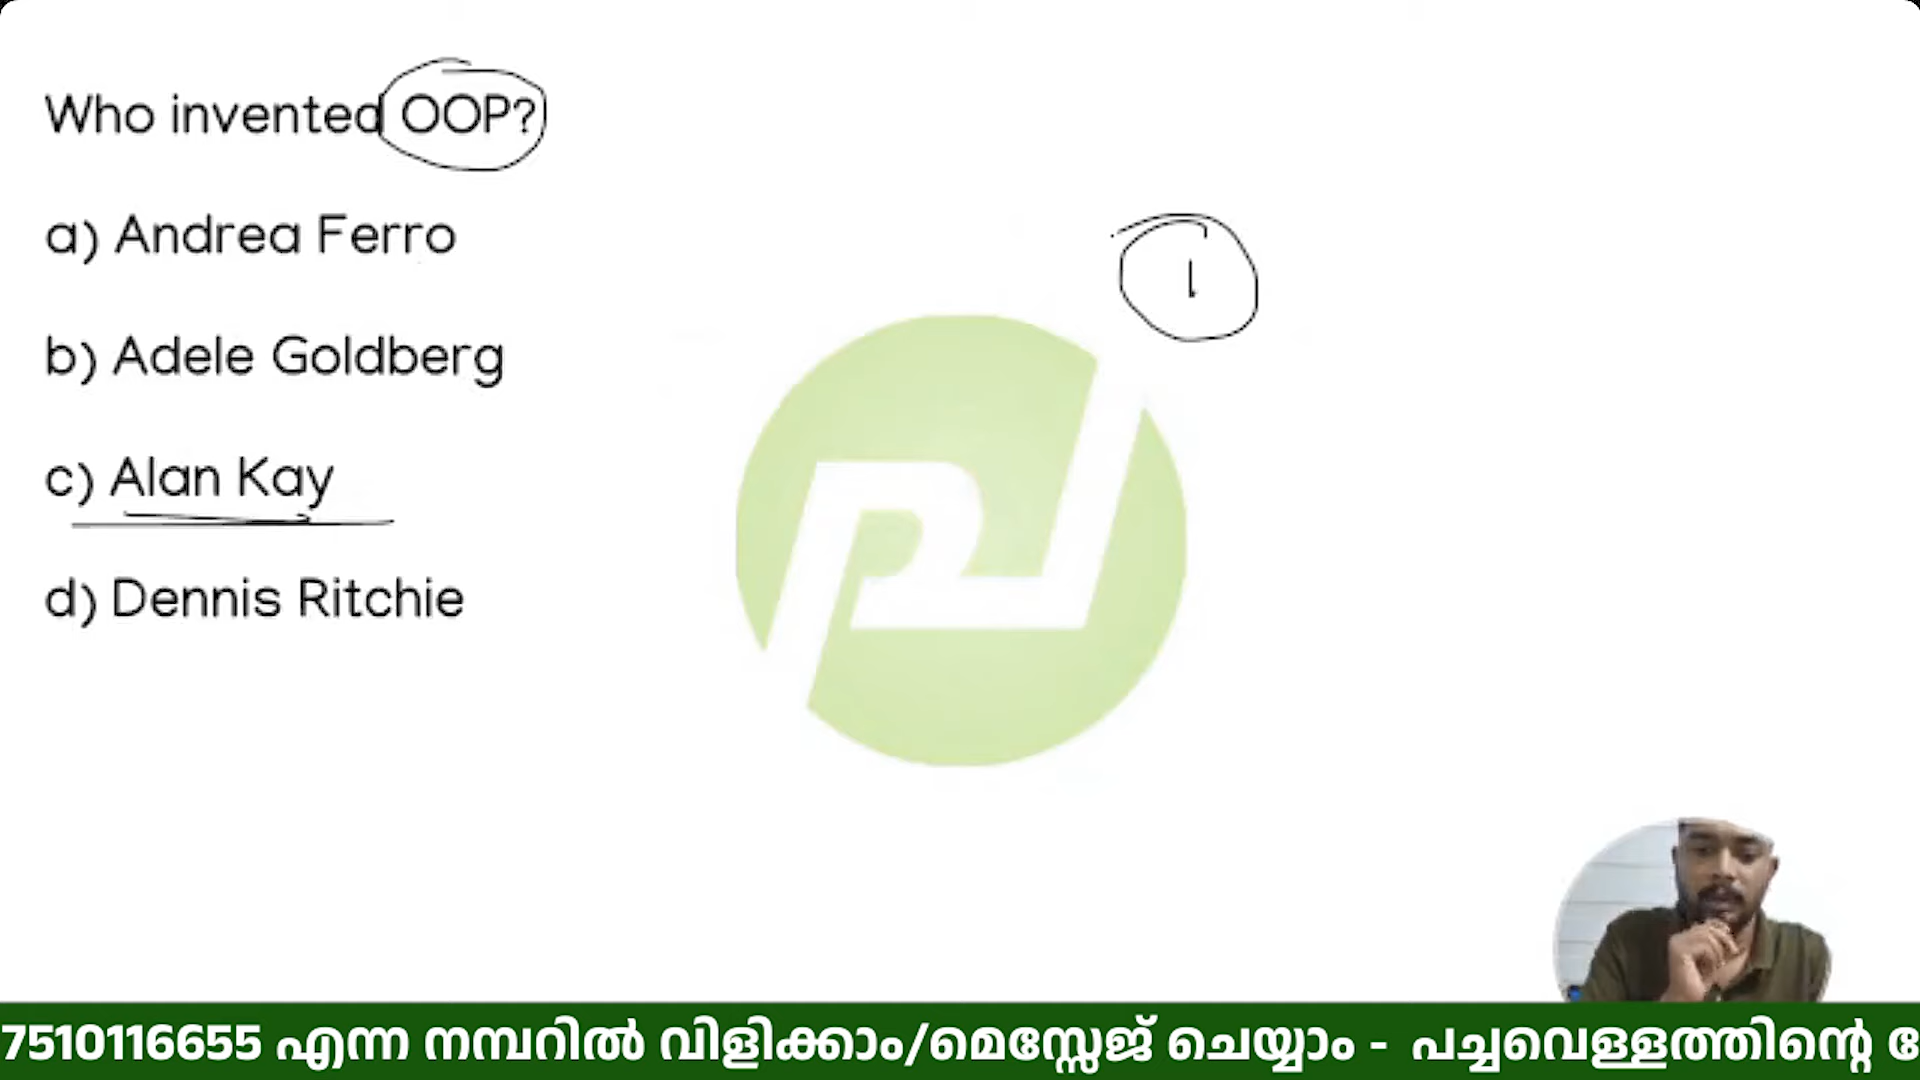 Who invented OOP?
a) Andrea Ferro
1
b) Adele Goldberg
c) Alan Kay
d) Dennis Ritchie
7510116655 എന്ന നമ്പറിൽ വിളിക്കാം/മെസ്സേജ് ചെയ്യാം - പച്ചവെള്ളത്തിന്റെ